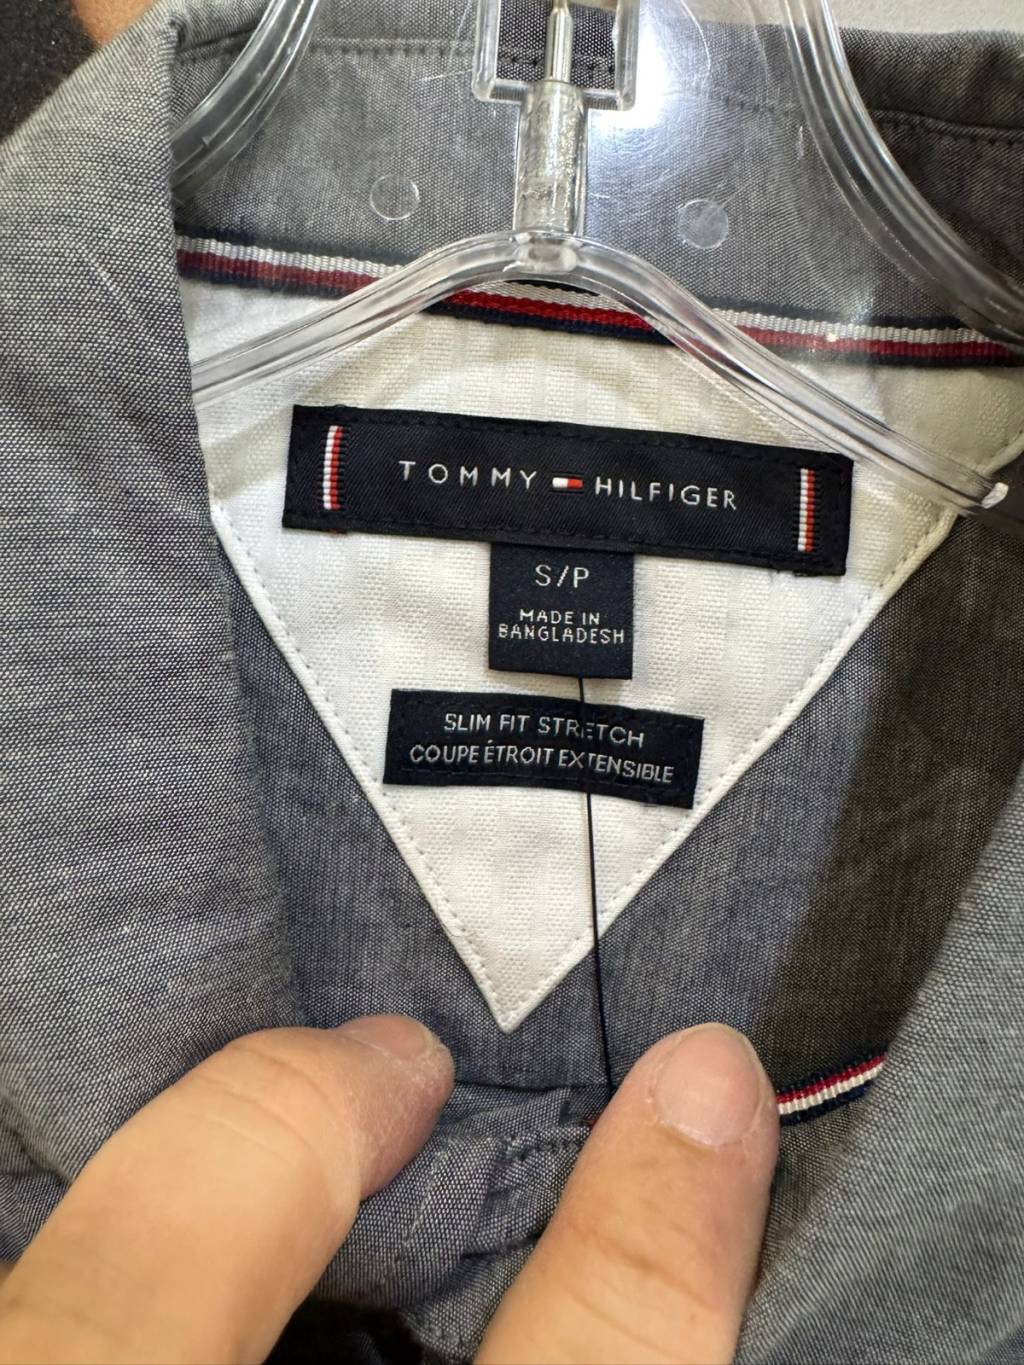 TOMMY HILFIGER
S/P
MADE IN
BANGLADESH
SLIM FIT STRETCH
COUPE ÉTROIT EXTENSIBLE